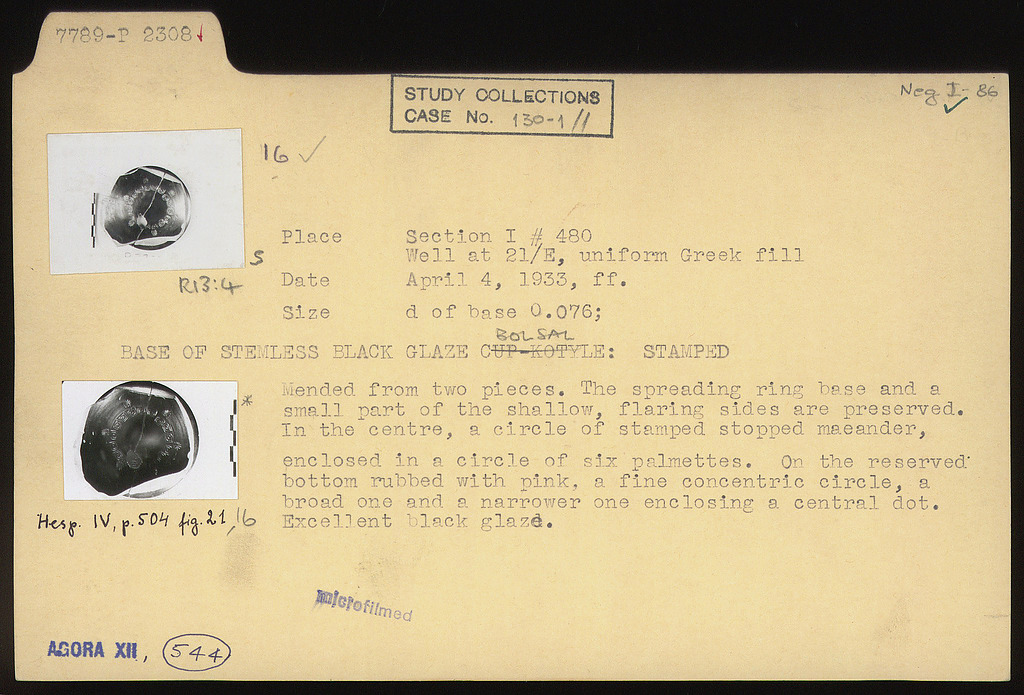 7789-P 2308
STUDY COLLECTIONS
CASE No. 130-1/11
Neg I-86
16 ✓
S
R13:4
Place Section I # 480
Well at 21/E, uniform Greek fill
Date April 4, 1933, ff.
Size d of base 0.076;
BOLSAL
BASE OF STEMLESS BLACK GLAZE CUP-KOTYLE: STAMPED
*
Mended from two pieces. The spreading ring base and a
small part of the shallow, flaring sides are preserved.
In the centre, a circle of stamped stopped maeander,
enclosed in a circle of six palmettes. On the reserved
bottom rubbed with pink, a fine concentric circle, a
broad one and a narrower one enclosing a central dot.
Excellent black glaze.
Hesp. IV, p. 504 fig. 21, 16
microfilmed
AGORA XII, 544